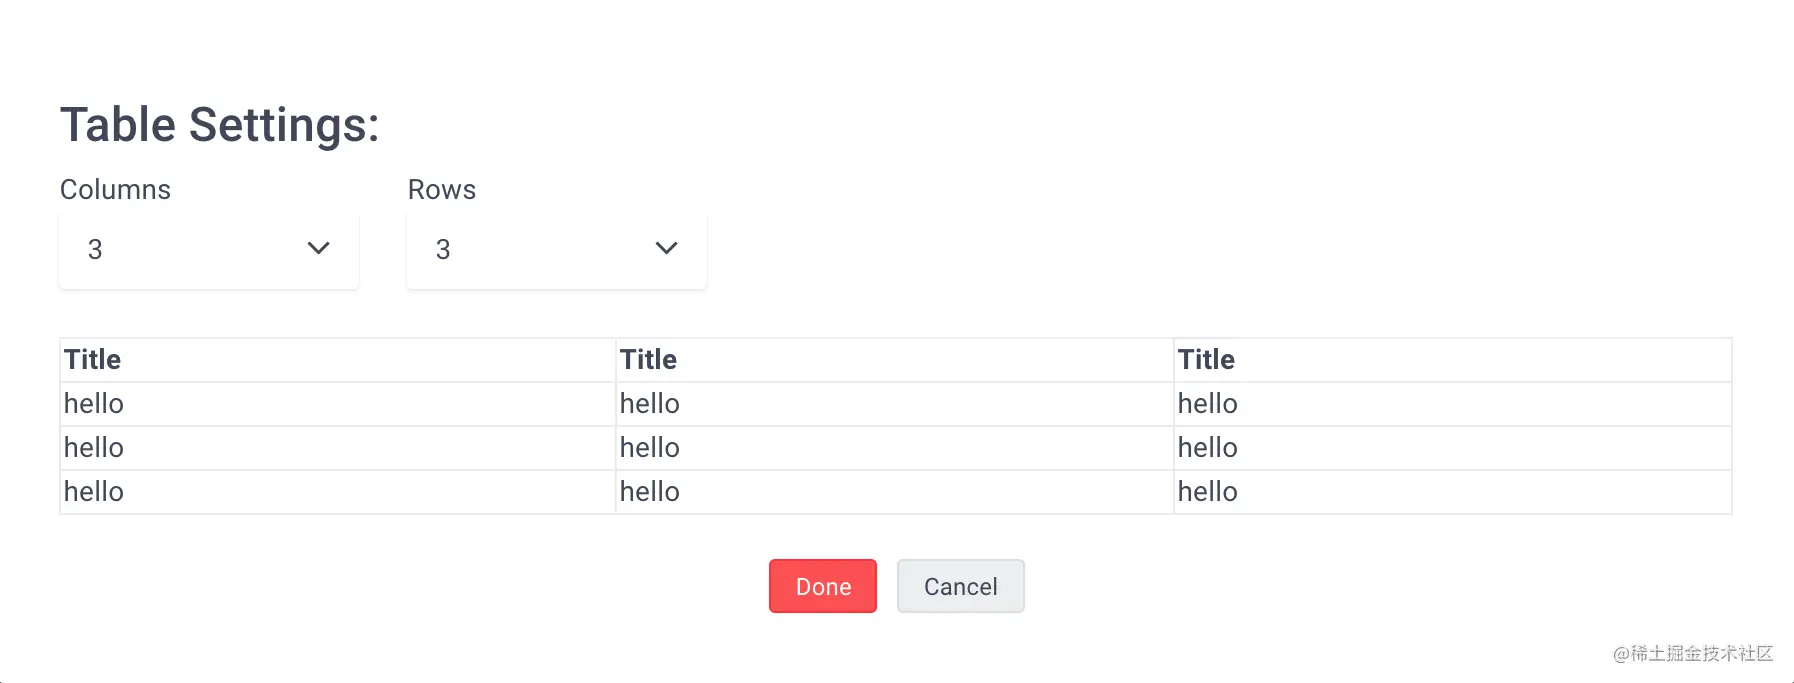 Table Settings:
Columns Rows
3 3
Title Title Title
hello hello hello
hello hello hello
hello hello hello
Done Cancel
@稀土掘金技术社区